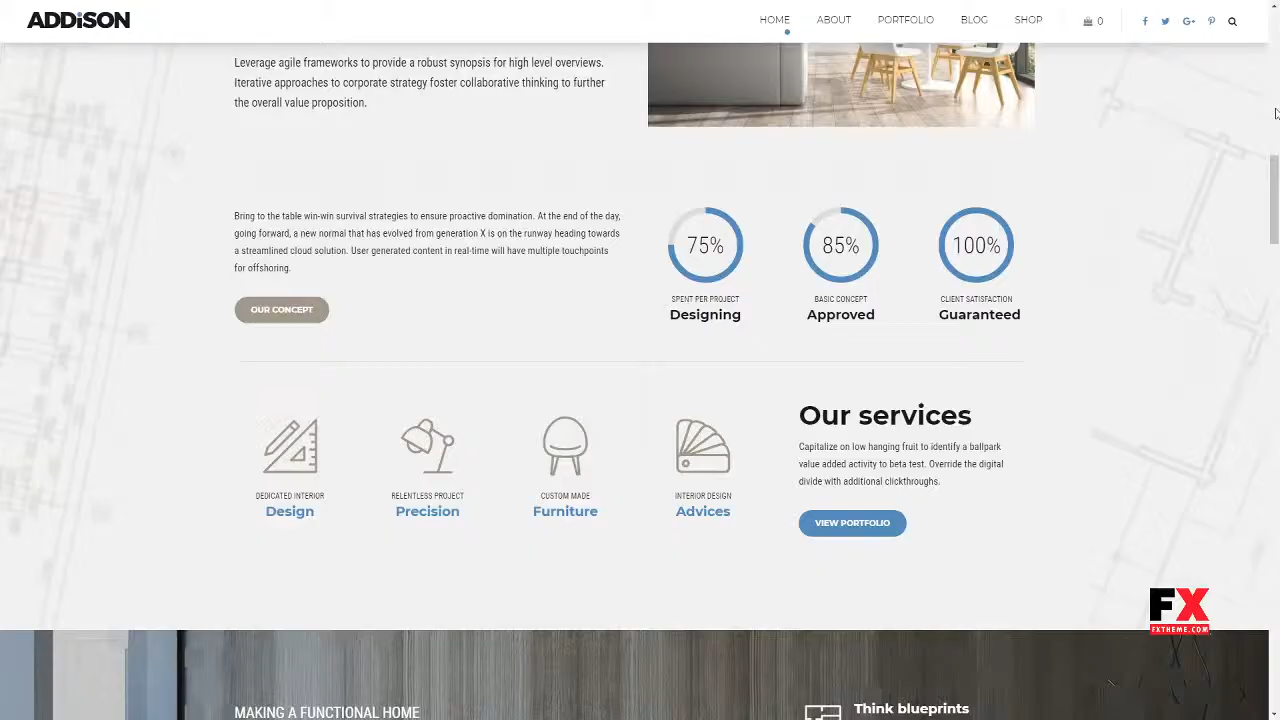 ADDiSON
HOME ABOUT PORTFOLIO BLOG SHOP 0
Leverage agile frameworks to provide a robust synopsis for high level overviews.
Iterative approaches to corporate strategy foster collaborative thinking to further
the overall value proposition.
Bring to the table win-win survival strategies to ensure proactive domination. At the end of the day,
going forward, a new normal that has evolved from generation X is on the runway heading towards
a streamlined cloud solution. User generated content in real-time will have multiple touchpoints
for offshoring.
OUR CONCEPT
75% 85% 100%
SPENT PER PROJECT BASIC CONCEPT CLIENT SATISFACTION
Designing Approved Guaranteed
DEDICATED INTERIOR RELENTLESS PROJECT CUSTOM MADE INTERIOR DESIGN
Design Precision Furniture Advices
Our services
Capitalize on low hanging fruit to identify a ballpark
value added activity to beta test. Override the digital
divide with additional clickthroughs.
VIEW PORTFOLIO
FX
FXTHEME.COM
MAKING A FUNCTIONAL HOME
Think blueprints